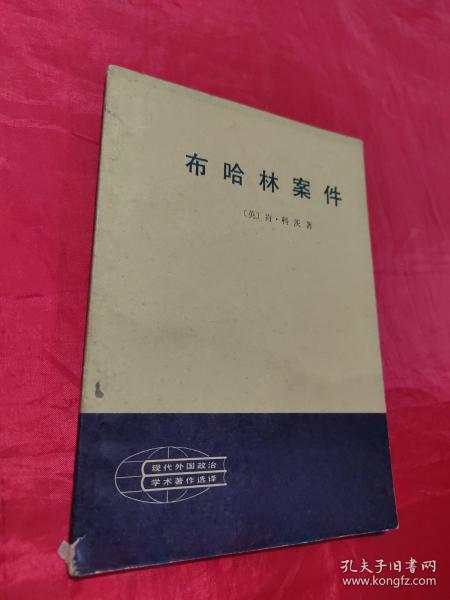 布哈林案件
〔英〕肯·科茨著
现代外国政治
学术著作选译
孔夫子旧书网
www.kongfz.com